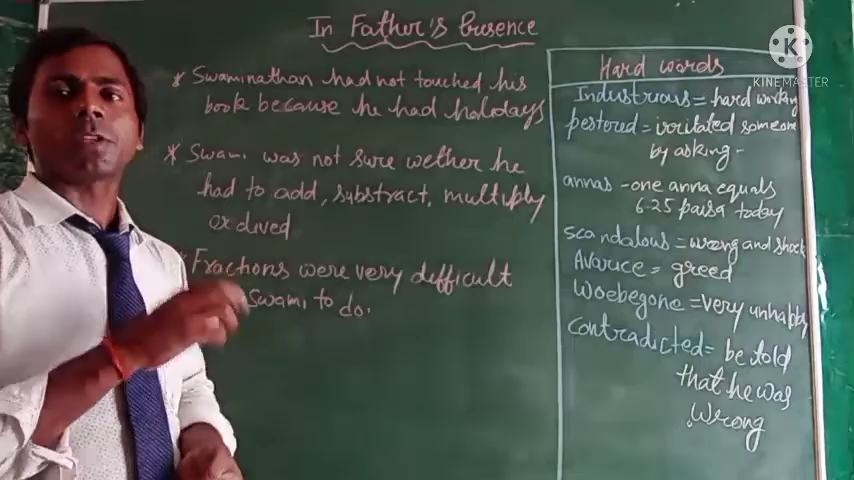 In Father's Presence
* Swaminathan had not touched his
book because he had holidays
* Swami was not sure wether he
had to add, substract, multiply
or dived
* Fractions were very difficult
Swami to do.
Hard words
Industrious = hard working
pestored = irritated someone
by asking -
annas - one anna equals
6.25 paisa today
scandalous = wrong and shock
Avarice = greed
Woebegone = very unhappy
contradicted = be told
that he was
wrong
K
KINEMASTER